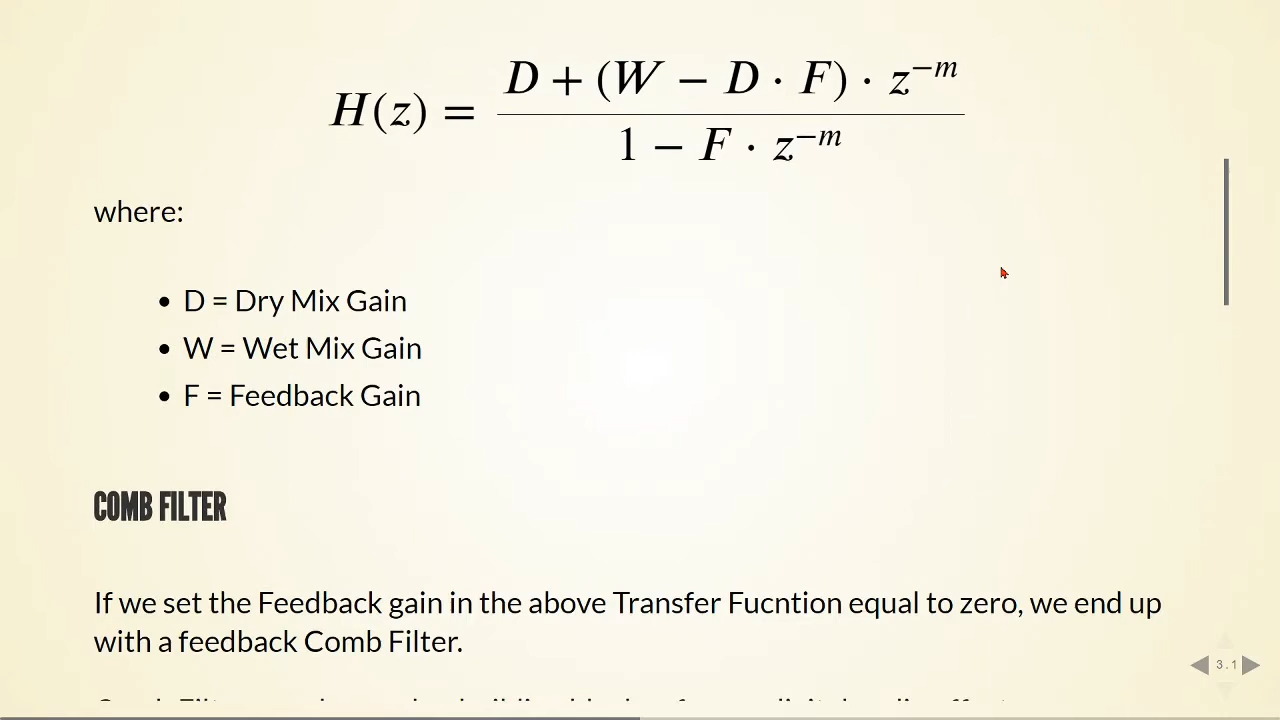 H(z) = \frac{D + (W − D · F) · z^{−m}}{1 − F · z^{−m}}
where:
• D = Dry Mix Gain
• W = Wet Mix Gain
• F = Feedback Gain
COMB FILTER
If we set the Feedback gain in the above Transfer Fucntion equal to zero, we end up
with a feedback Comb Filter.
3.1